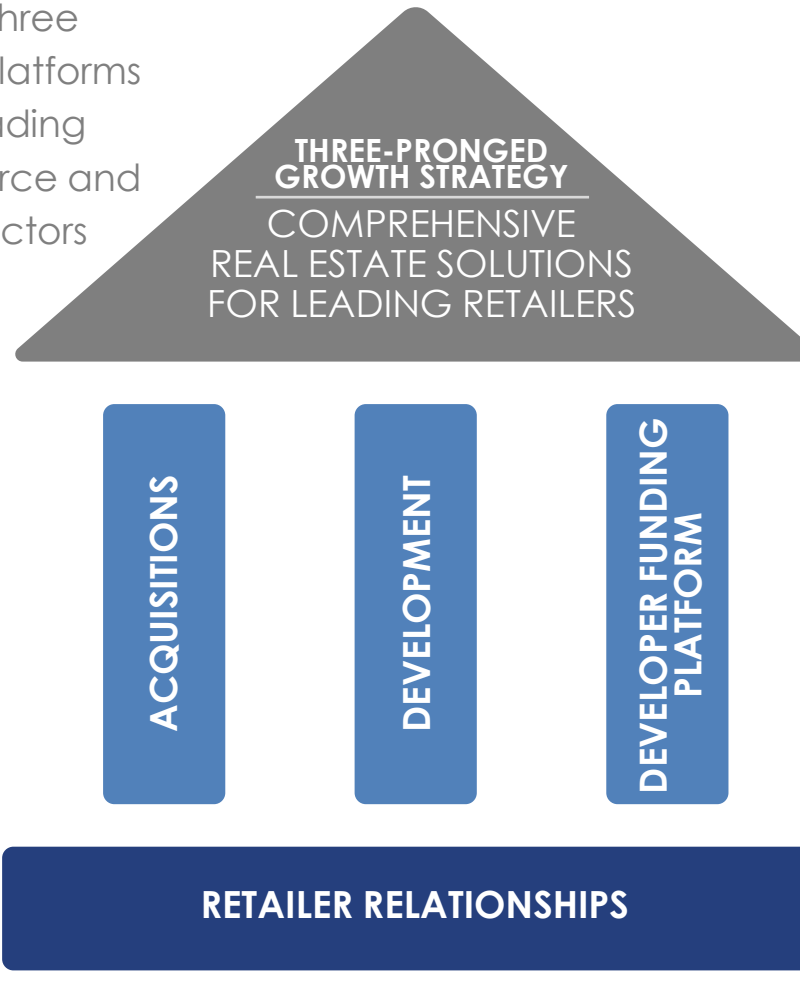 hree
latforms
ding
rce and
ctors
THREE-PRONGED
GROWTH STRATEGY
COMPREHENSIVE
REAL ESTATE SOLUTIONS
FOR LEADING RETAILERS
ACQUISITIONS
DEVELOPMENT
DEVELOPER FUNDING
PLATFORM
RETAILER RELATIONSHIPS